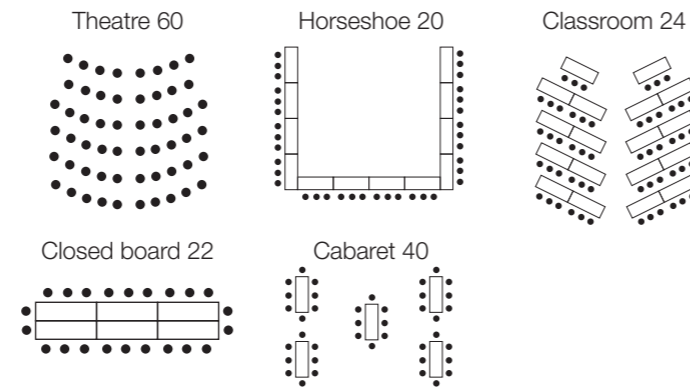 Theatre 60
Horseshoe 20
Classroom 24
Closed board 22
Cabaret 40